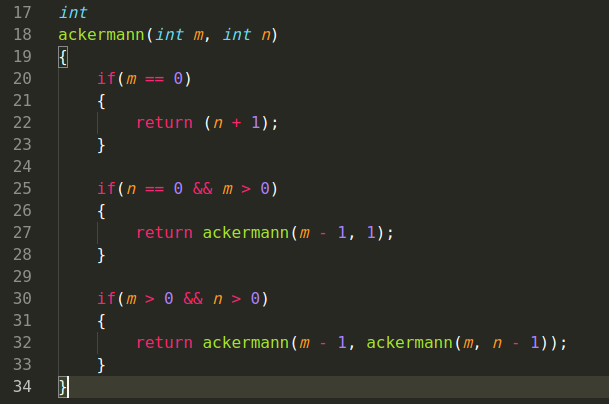 17 int
18 ackermann(int m, int n)
19 {
20     if(m == 0)
21     {
22         return (n + 1);
23     }
24
25     if(n == 0 && m > 0)
26     {
27         return ackermann(m - 1, 1);
28     }
29
30     if(m > 0 && n > 0)
31     {
32         return ackermann(m - 1, ackermann(m, n - 1));
33     }
34 }